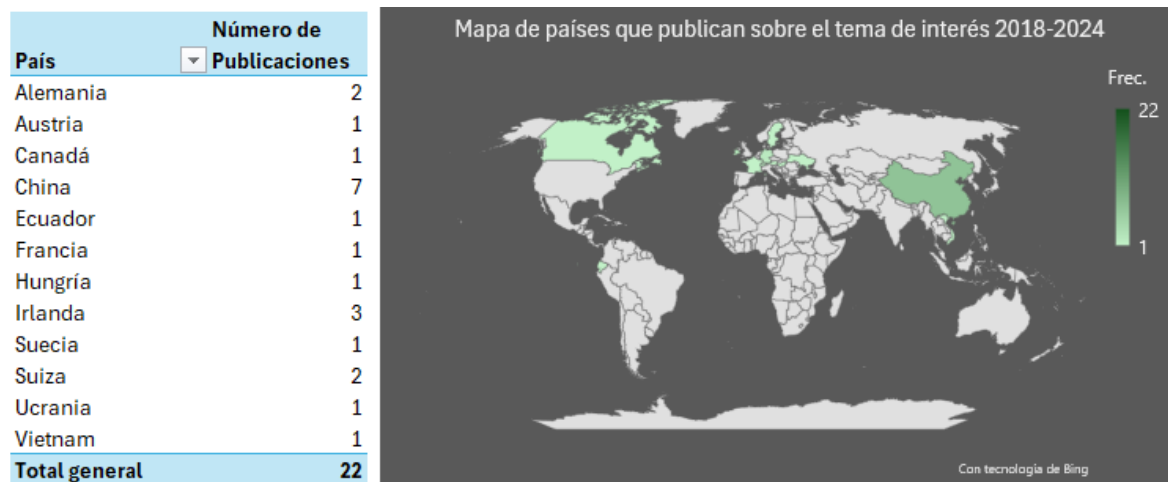 Número de
País Publicaciones
Alemania 2
Austria 1
Canadá 1
China 7
Ecuador 1
Francia 1
Hungría 1
Irlanda 3
Suecia 1
Suiza 2
Ucrania 1
Vietnam 1
Total general 22
Mapa de países que publican sobre el tema de interés 2018-2024
Frec.
22
1
Con tecnología de Bing